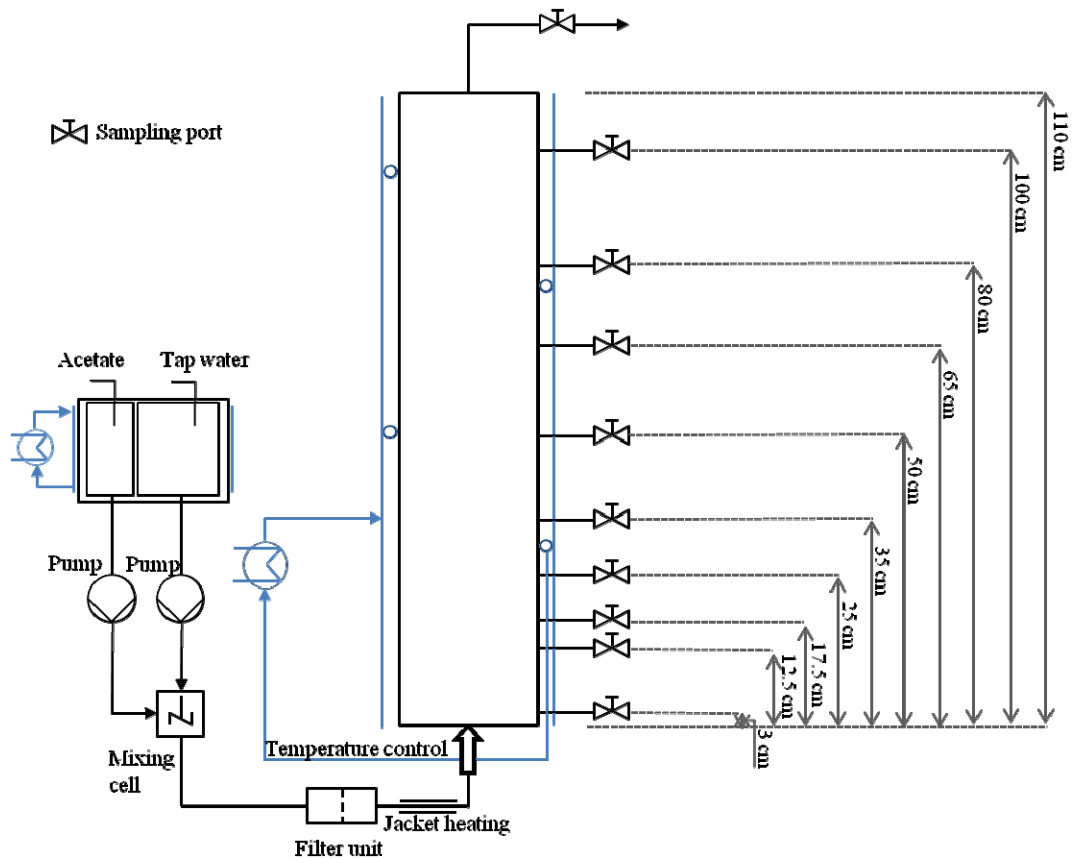 Sampling port
110 cm
100 cm
80 cm
65 cm
50 cm
35 cm
25 cm
17.5 cm
12.5 cm
3 cm
Acetate
Tap water
Pump
Pump
Mixing
cell
Temperature control
Jacket heating
Filter unit